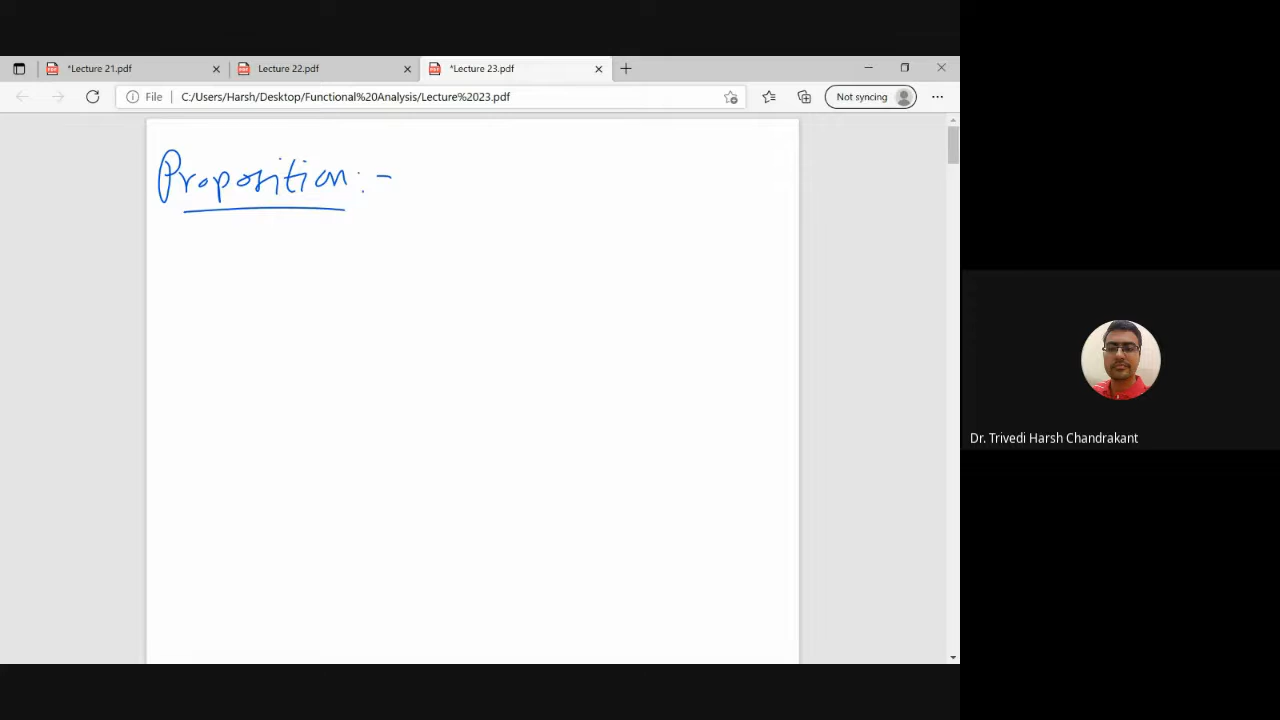 *Lecture 21.pdf
Lecture 22.pdf
*Lecture 23.pdf
File
C:/Users/Harsh/Desktop/Functional%20Analysis/Lecture%2023.pdf
Not syncing
Proposition:-
Dr. Trivedi Harsh Chandrakant